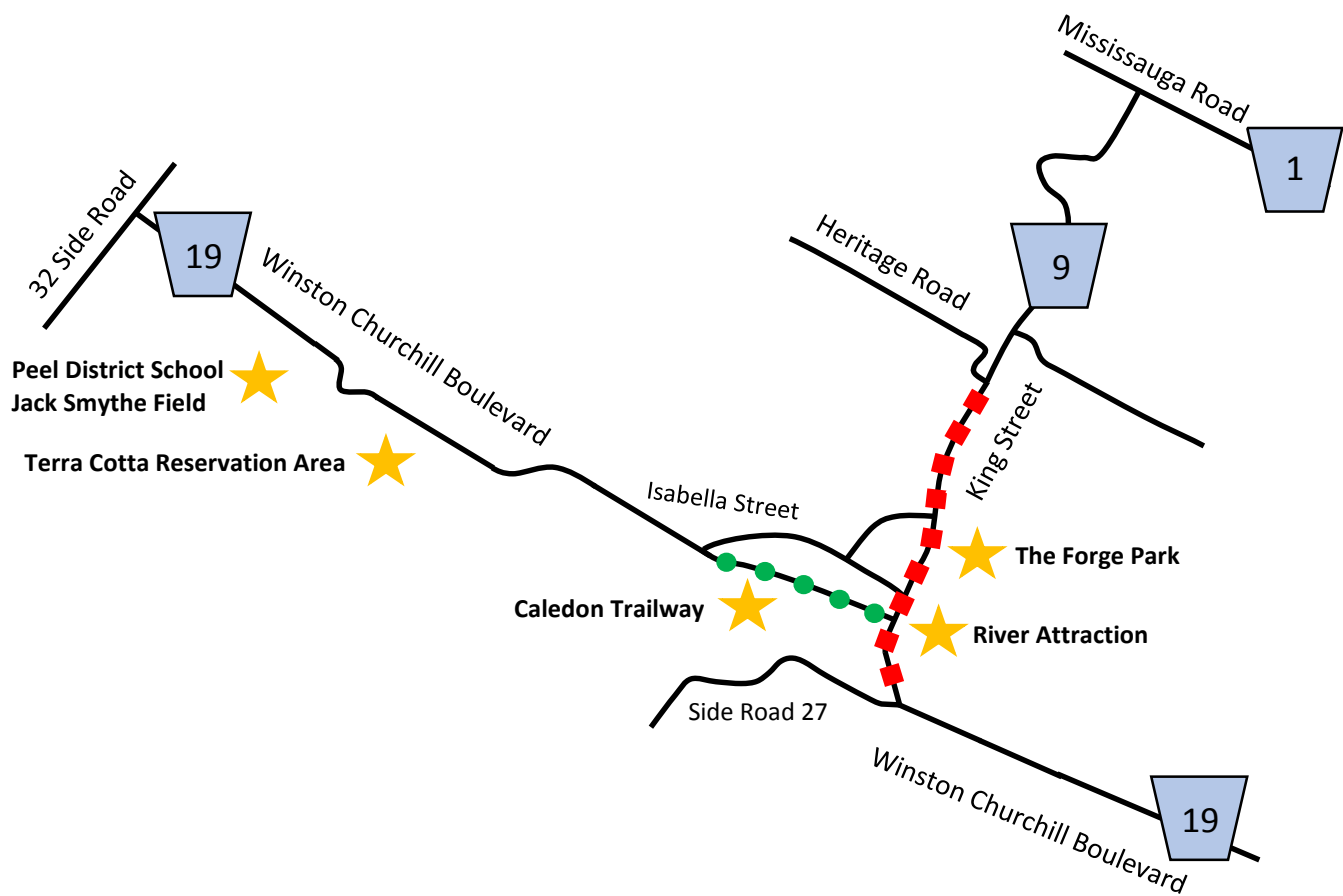 Mississauga Road
1
32 Side Road
19
Winston Churchill Boulevard
Heritage Road
9
Peel District School
Jack Smythe Field
Terra Cotta Reservation Area
King Street
Isabella Street
The Forge Park
Caledon Trailway
River Attraction
Side Road 27
Winston Churchill Boulevard
19